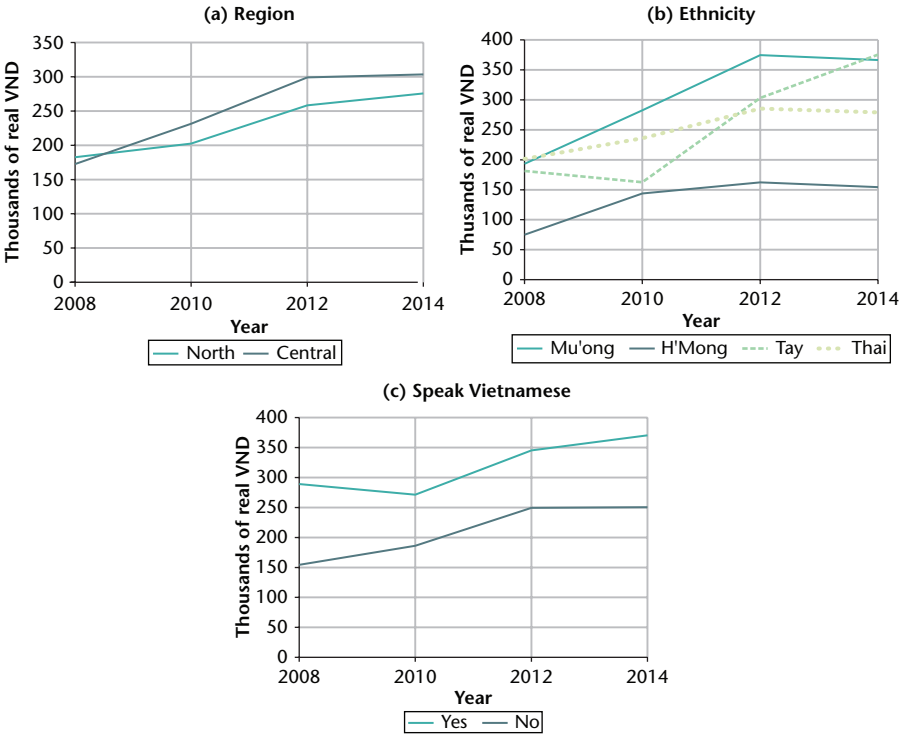 (a) Region
Thousands of real VND
350
300
250
200
150
100
50
0
2008 2010 2012 2014
Year
North Central
(b) Ethnicity
Thusands of real VND
400
350
300
250
200
150
100
50
0
2008 2010 2012 2014
Year
Mu'ong H'Mong Tay Thai
(c) Speak Vietnamese
Thousands of real VND
400
350
300
250
200
150
100
50
0
2008 2010 2012 2014
Year
Yes No